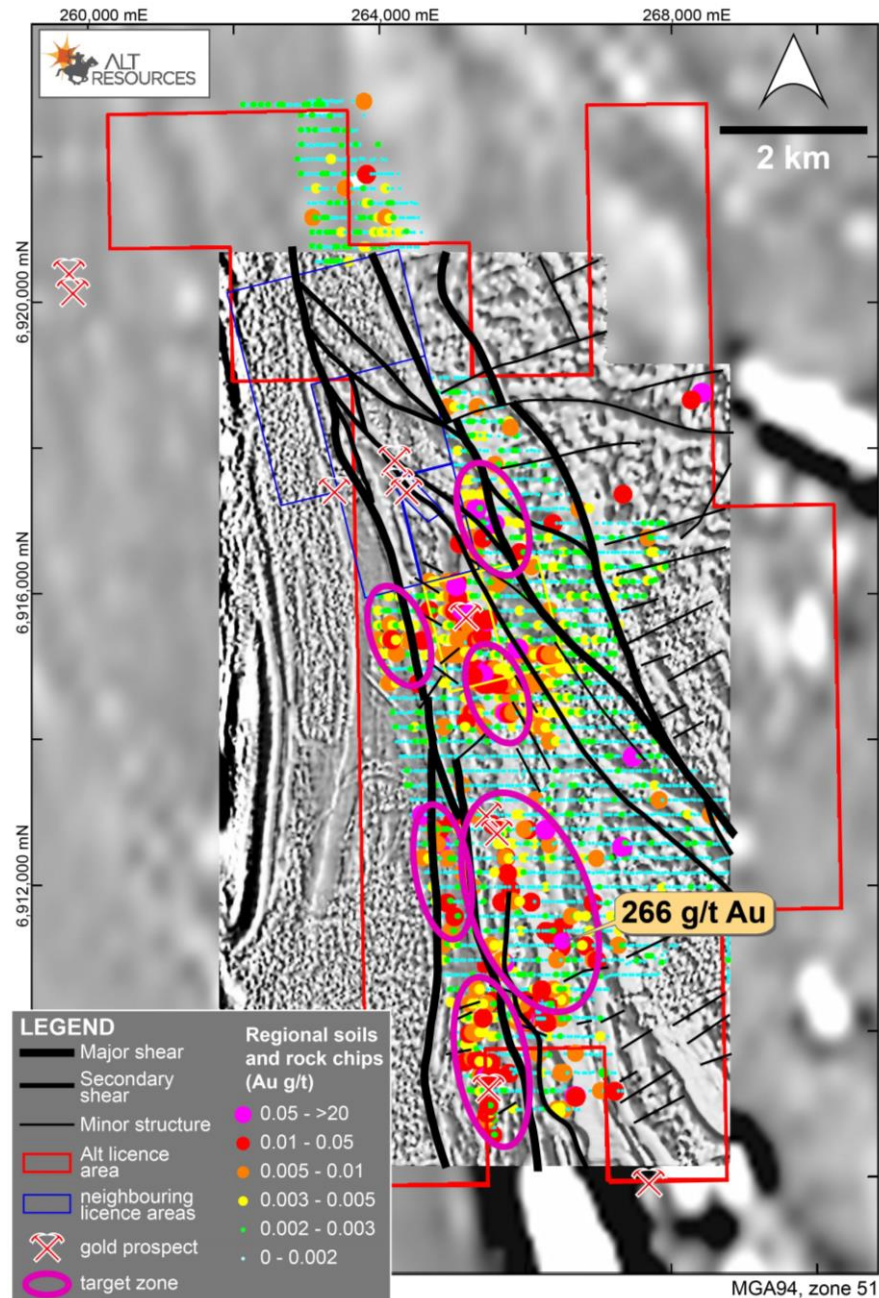 260,000 mE
264,000 mE
268,000 mE
ALT
RESOURCES
2 km
6,920,000 mN
6,916,000 mN
6,912,000 mN
266 g/t Au
LEGEND
Major shear
Secondary
shear
Minor structure
Alt licence
area
neighbouring
licence areas
gold prospect
target zone
Regional soils
and rock chips
(Au g/t)
0.05 - >20
0.01 - 0.05
0.005 - 0.01
0.003 - 0.005
0.002 - 0.003
0 - 0.002
MGA94, zone 51